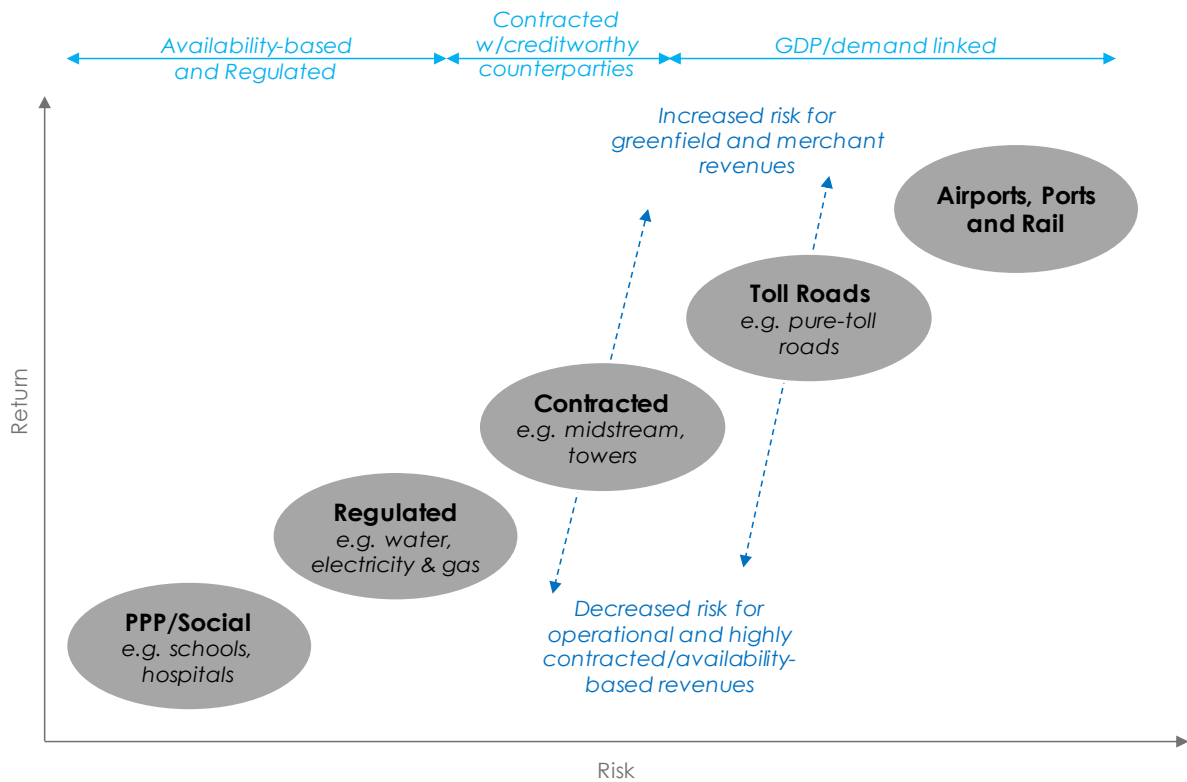 Availability-based
and Regulated
Contracted
w/creditworthy
counterparties
GDP/demand linked
Increased risk for
greenfield and merchant
revenues
Airports, Ports
and Rail
Toll Roads
e.g. pure-toll
roads
Contracted
e.g. midstream,
towers
Regulated
e.g. water,
electricity & gas
PPP/Social
e.g. schools,
hospitals
Decreased risk for
operational and highly
contracted/availability-
based revenues
Return
Risk